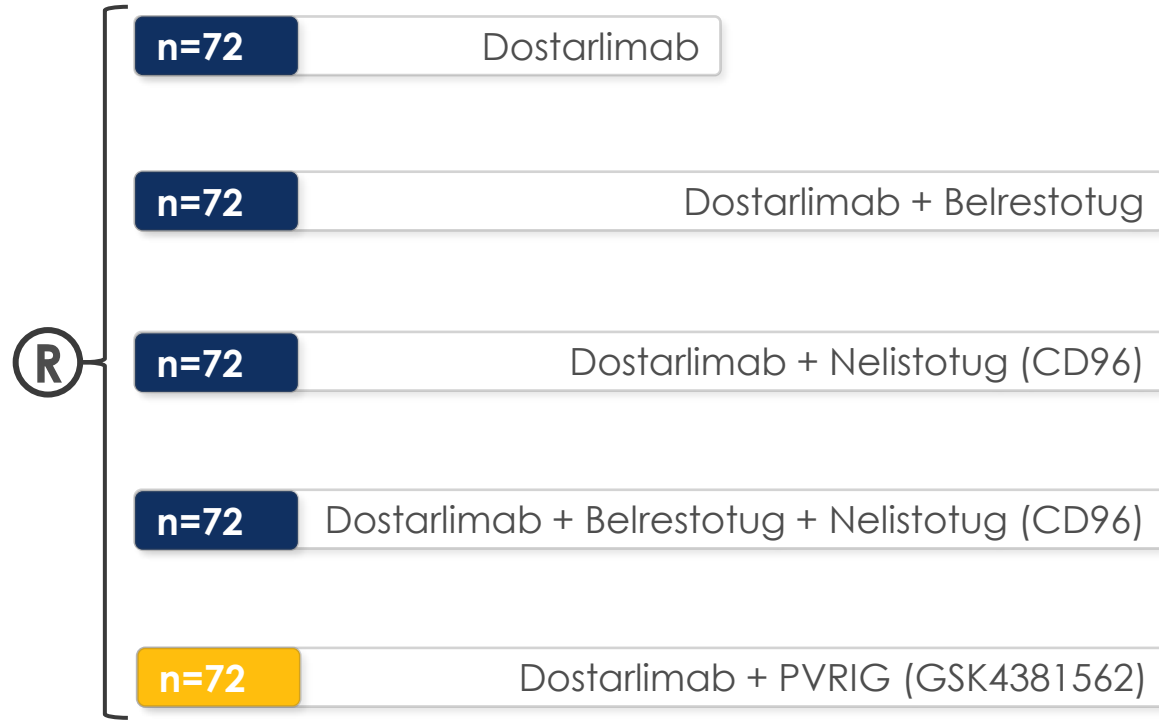 n=72 Dostarlimab
n=72 Dostarlimab + Belrestotug
R
n=72 Dostarlimab + Nelistotug (CD96)
n=72 Dostarlimab + Belrestotug + Nelistotug (CD96)
n=72 Dostarlimab + PVRIG (GSK4381562)